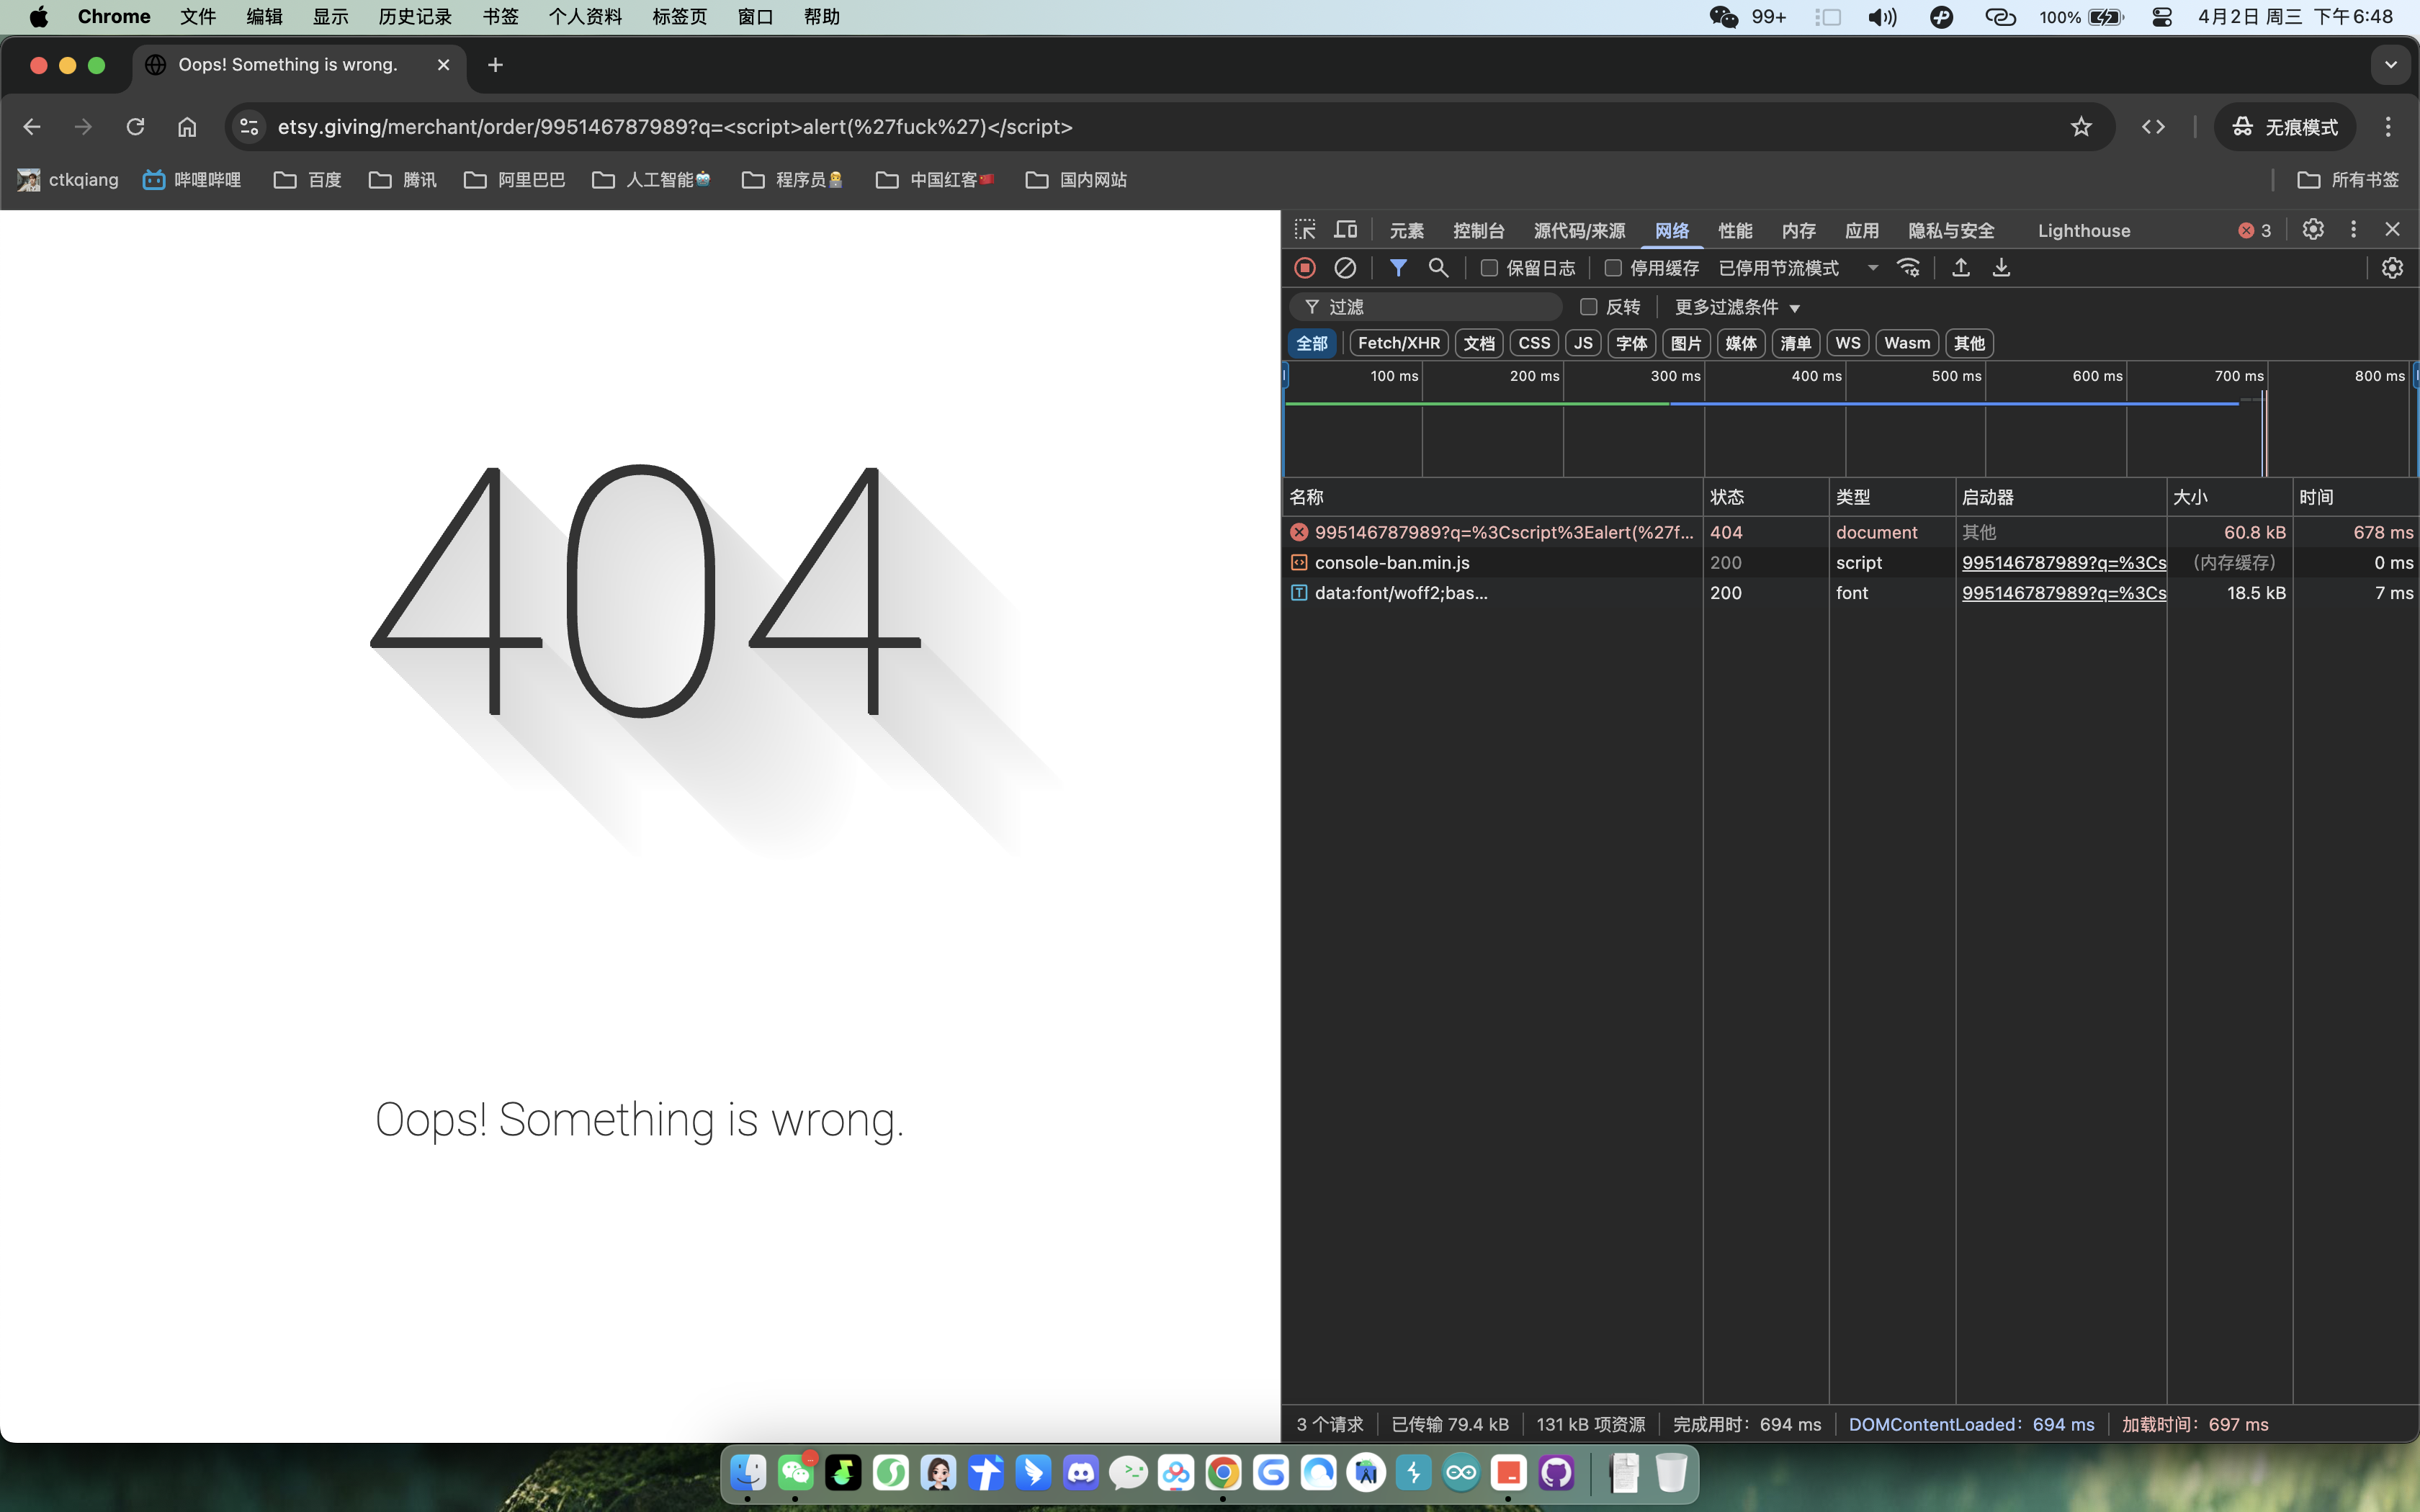 Chrome 文件 编辑 显示 历史记录 书签 个人资料 标签页 窗口 帮助 99+ 100% 4月2日 周三 下午6:48
Oops! Something is wrong.
etsy.giving/merchant/order/995146787989?q=<script>alert(%27fuck%27)</script> 无痕模式
ctkqiang 哔哩哔哩 百度 腾讯 阿里巴巴 人工智能🤖 程序员👨‍💻 中国红客🇨🇳 国内网站 所有书签
元素 控制台 源代码/来源 网络 性能 内存 应用 隐私与安全 Lighthouse 3
保留日志 停用缓存 已停用节流模式
过滤 反转 更多过滤条件
全部 Fetch/XHR 文档 CSS JS 字体 图片 媒体 清单 WS Wasm 其他
100 ms 200 ms 300 ms 400 ms 500 ms 600 ms 700 ms 800 ms
名称 状态 类型 启动器 大小 时间
995146787989?q=%3Cscript%3Ealert(%27f... 404 document 其他 60.8 kB 678 ms
console-ban.min.js 200 script 995146787989?q=%3Cs (内存缓存) 0 ms
data:font/woff2;bas... 200 font 995146787989?q=%3Cs 18.5 kB 7 ms
404
Oops! Something is wrong.
3 个请求 已传输 79.4 kB 131 kB 项资源 完成用时：694 ms DOMContentLoaded：694 ms 加载时间：697 ms